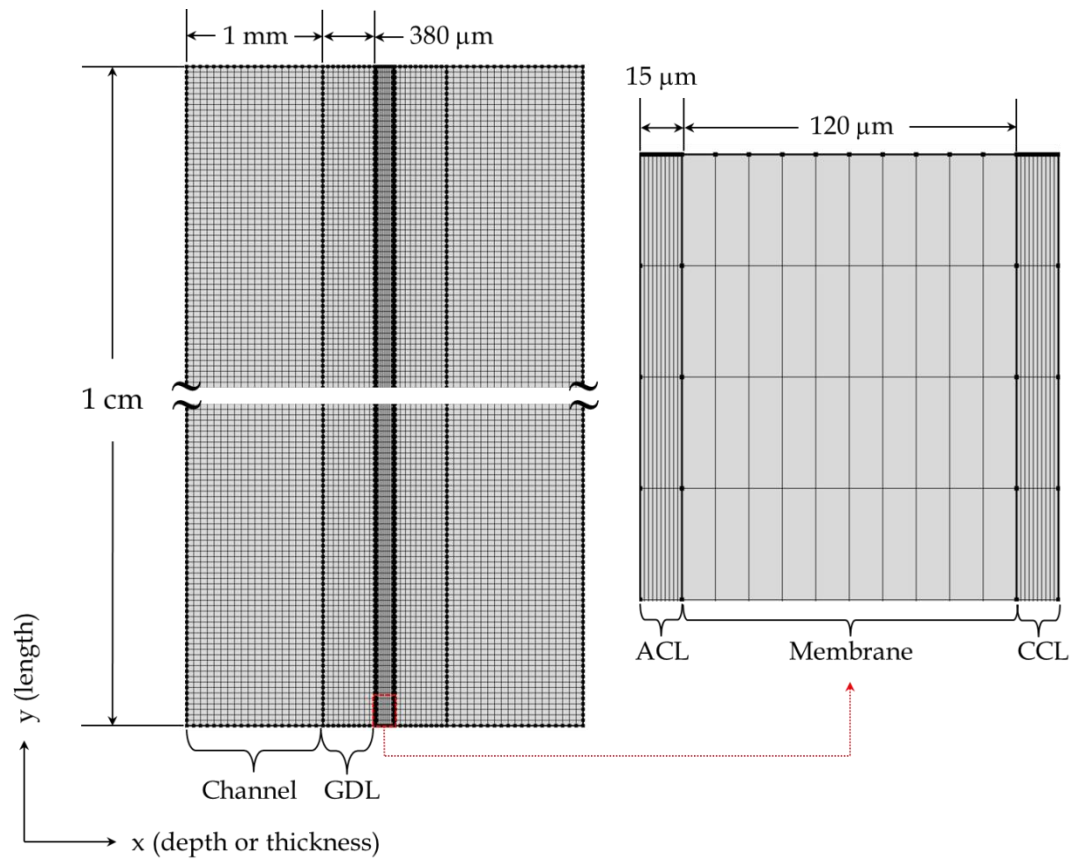 1 mm
380 µm
15 µm
120 µm
1 cm
ACL
Membrane
CCL
y (length)
Channel
GDL
x (depth or thickness)